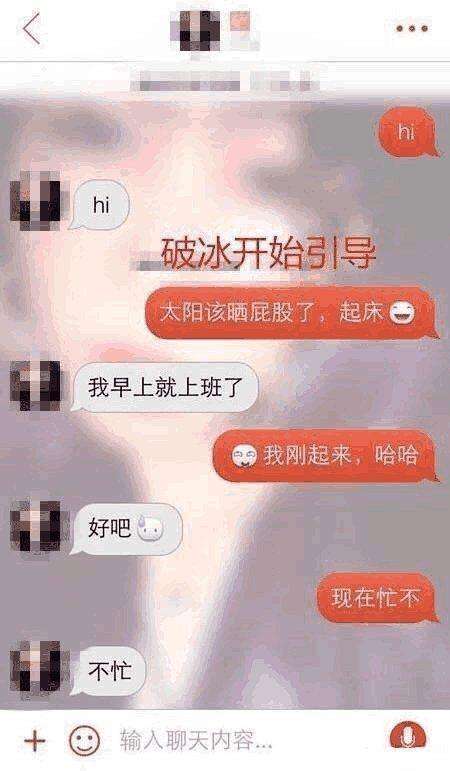 hi
hi
破冰开始引导
太阳该晒屁股了，起床
我早上就上班了
我刚起来，哈哈
好吧
现在忙不
不忙
输入聊天内容...